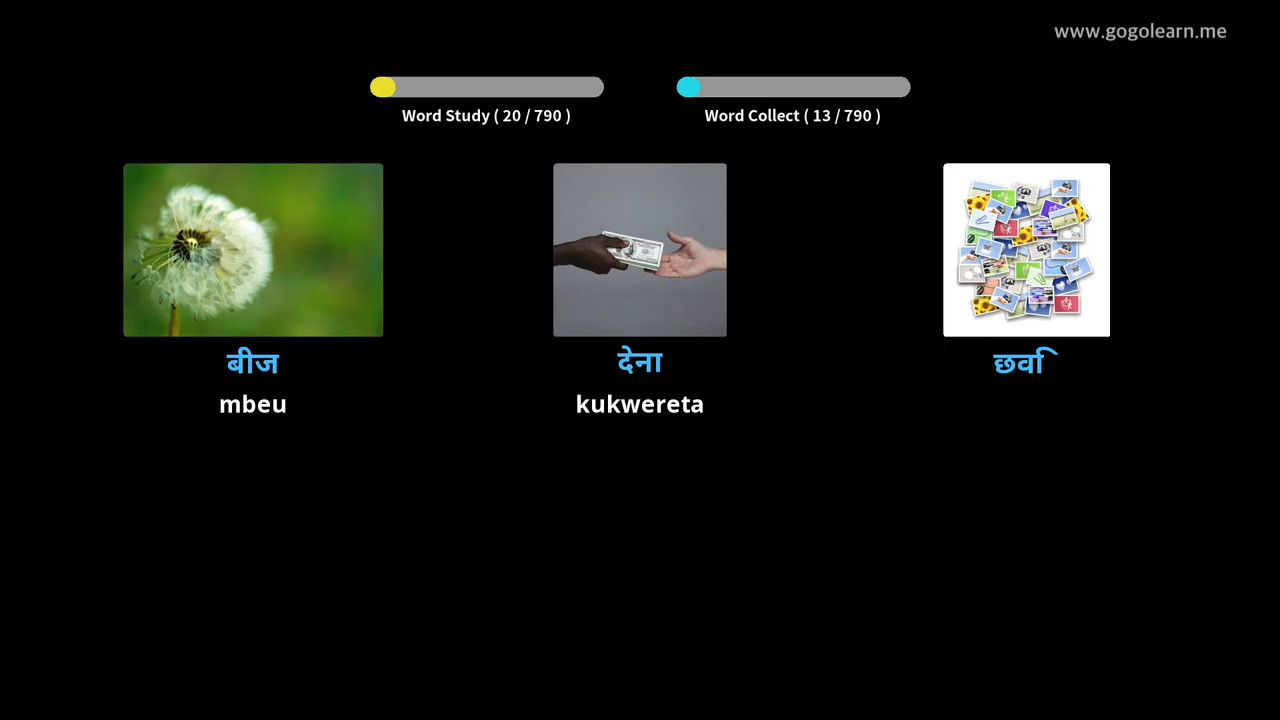 www.gogolearn.me
Word Study ( 20 / 790 )
Word Collect ( 13 / 790 )
बीज
देना
छवि
mbeu
kukwereta